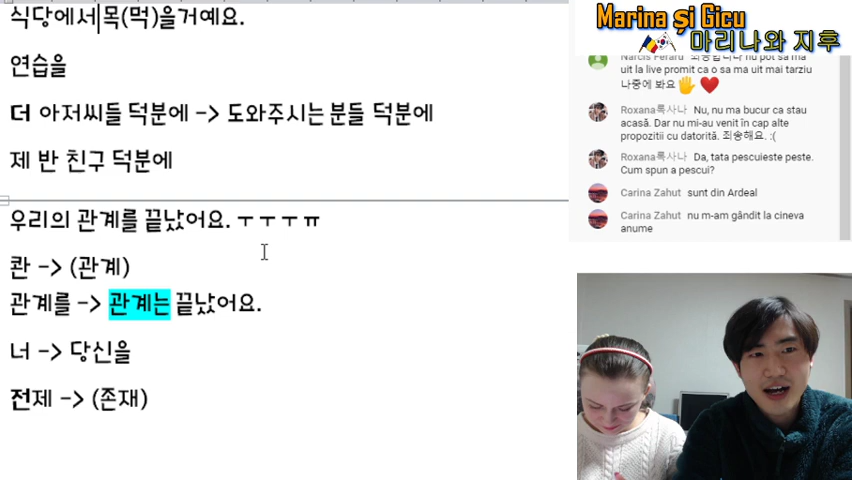 식당에서 목(먹)을거예요.
연습을
더 아저씨들 덕분에 -> 도와주시는 분들 덕분에
제 반 친구 덕분에
우리의 관계를 끝났어요. ㅜㅜㅜㅠ
콴 -> (관계)
관계를 -> 관계는 끝났어요.
너 -> 당신을
전제 -> (존재)
Marina și Gicu
마리나와 지후
Narcis Feraru 죄송합니다 nu pot sa ma
uit la live promit ca o sa ma uit mai tarziu
나중에 봐요🖐❤
Roxana록사나 Nu, nu ma bucur ca stau
acasă. Dar nu mi-au venit în cap alte
propozitii cu datorită. 죄송해요. :(
Roxana록사나 Da, tata pescuieste peste.
Cum spun a pescui?
Carina Zahut sunt din Ardeal
Carina Zahut nu m-am gândit la cineva
anume